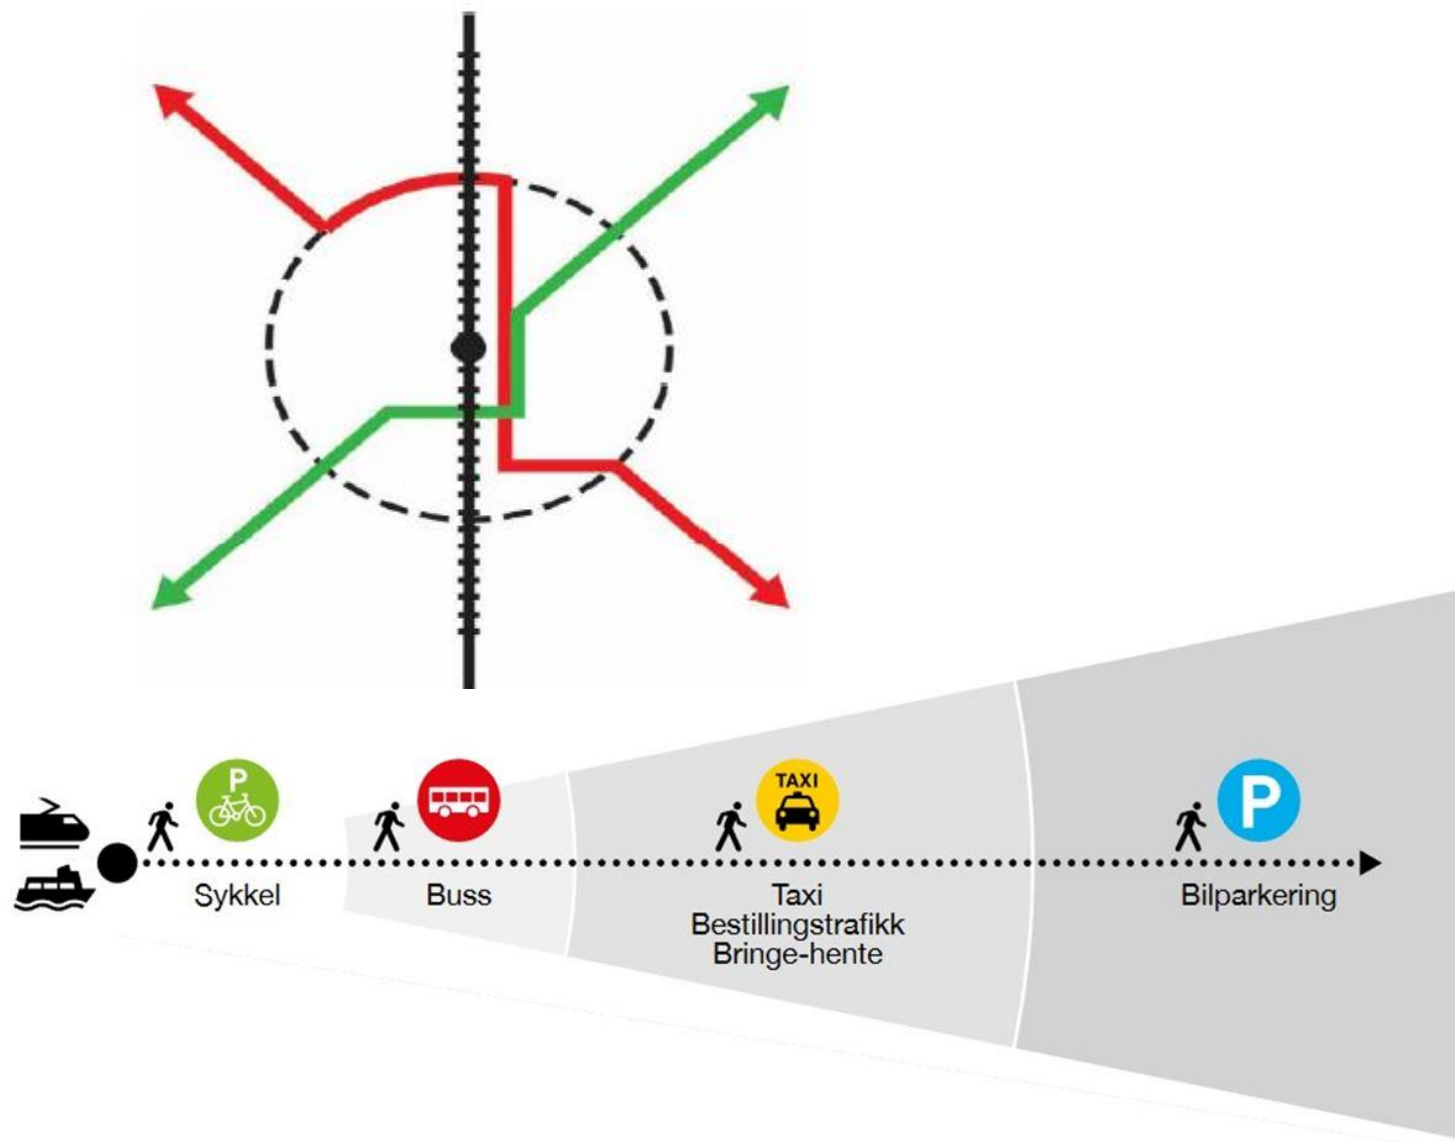 P
TAXI
P
Sykkel
Buss
Taxi
Bestillingstrafikk
Bringe-hente
Bilparkering